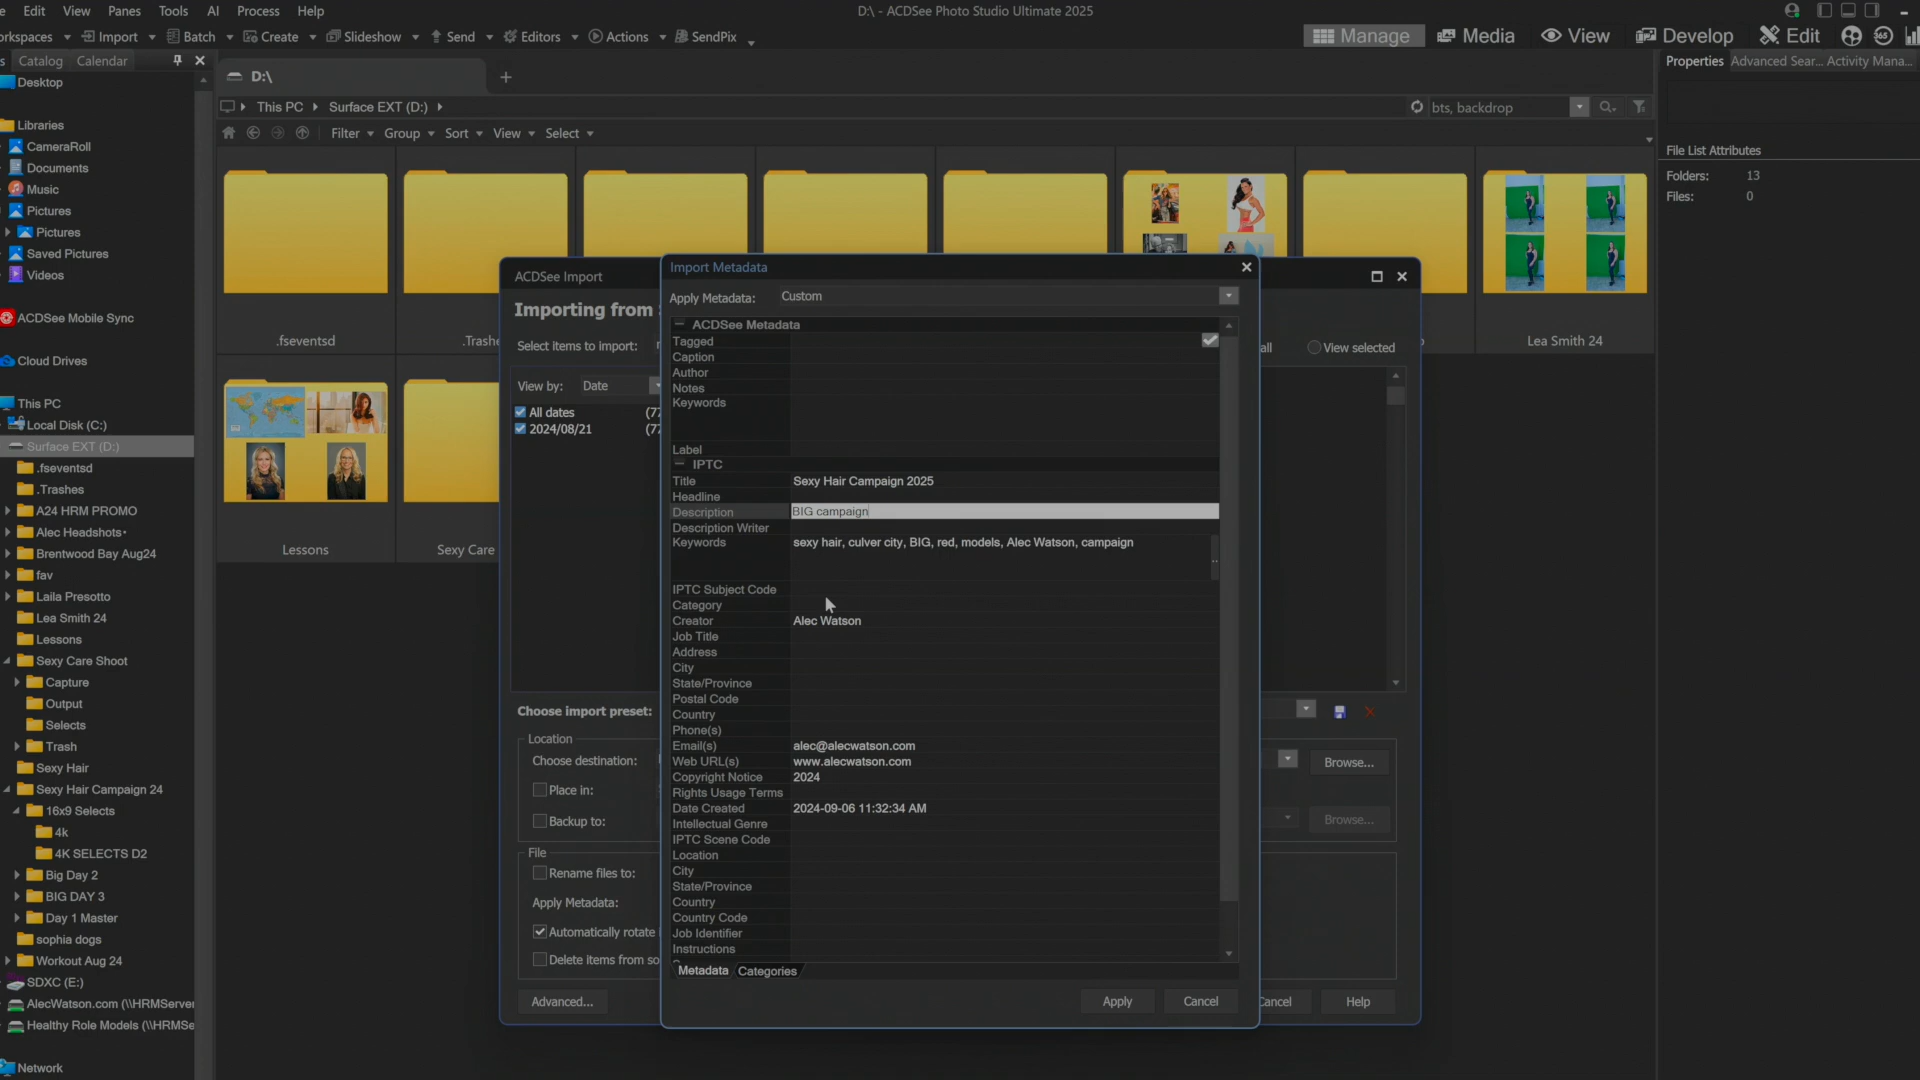 Edit View Panes Tools AI Process Help
D:\ - ACDSee Photo Studio Ultimate 2025
Import Batch Create Slideshow Send Editors Actions SendPix
Manage Media View Develop Edit 365
Catalog Calendar
D:\
Properties Advanced Sear... Activity Mana...
This PC Surface EXT (D:)
bts, backdrop
Filter Group Sort View Select
Desktop
Libraries
CameraRoll
Documents
Music
Pictures
Pictures
Saved Pictures
Videos
ACDSee Mobile Sync
Cloud Drives
This PC
Local Disk (C:)
Surface EXT (D:)
.fseventsd
.Trashes
A24 HRM PROMO
Alec Headshots•
Brentwood Bay Aug24
fav
Laila Presotto
Lea Smith 24
Lessons
Sexy Care Shoot
Capture
Output
Selects
Trash
Sexy Hair
Sexy Hair Campaign 24
16x9 Selects
4k
4K SELECTS D2
Big Day 2
BIG DAY 3
Day 1 Master
sophia dogs
Workout Aug 24
SDXC (E:)
AlecWatson.com (\\HRMServer
Healthy Role Models (\\HRMSe
Network
.fseventsd
.Trashe
Lea Smith 24
Lessons
Sexy Care
File List Attributes
Folders: 13
Files: 0
ACDSee Import
Importing from
Select items to import:
all View selected
View by: Date
All dates (77
2024/08/21 (77
Choose import preset:
Location
Choose destination:
Browse...
Place in:
Backup to:
Browse...
File
Rename files to:
Apply Metadata:
Automatically rotate
Delete items from so
Advanced...
Cancel Help
Import Metadata
Apply Metadata: Custom
ACDSee Metadata
Tagged
Caption
Author
Notes
Keywords
Label
IPTC
Title Sexy Hair Campaign 2025
Headline
Description BIG campaign
Description Writer
Keywords sexy hair, culver city, BIG, red, models, Alec Watson, campaign
IPTC Subject Code
Category
Creator Alec Watson
Job Title
Address
City
State/Province
Postal Code
Country
Phone(s)
Email(s) alec@alecwatson.com
Web URL(s) www.alecwatson.com
Copyright Notice 2024
Rights Usage Terms
Date Created 2024-09-06 11:32:34 AM
Intellectual Genre
IPTC Scene Code
Location
City
State/Province
Country
Country Code
Job Identifier
Instructions
Metadata Categories
Apply Cancel